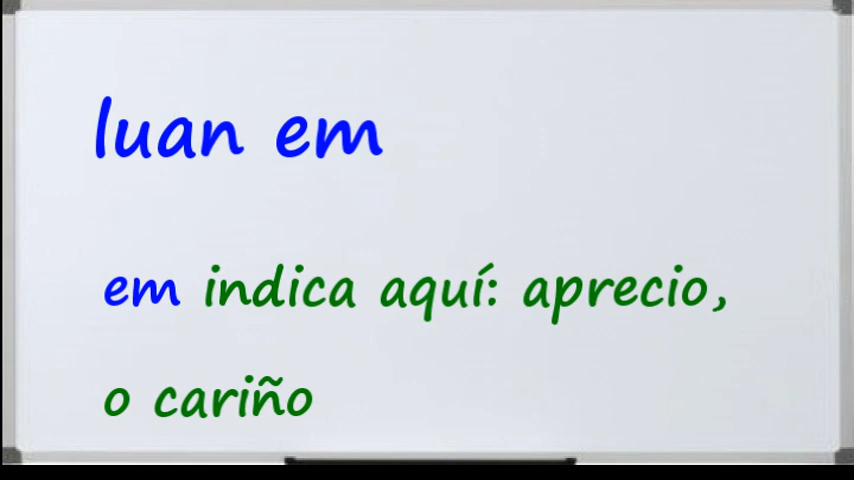 luan em
em indica aquí: aprecio,
o cariño